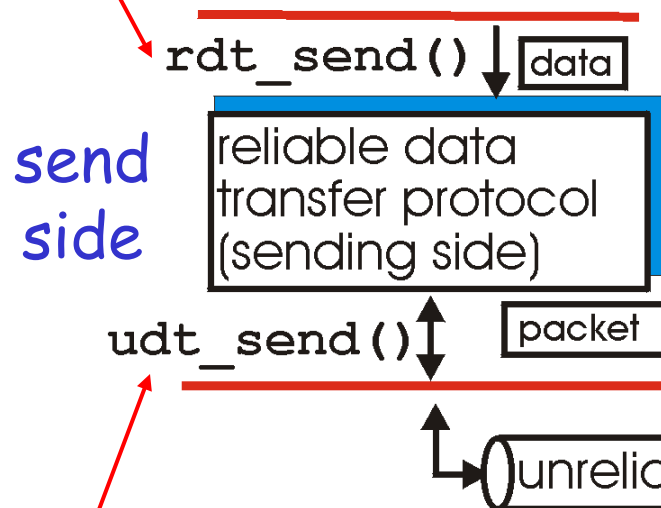 rdt_send()
data
send
side
reliable data
transfer protocol
(sending side)
udt_send()
packet